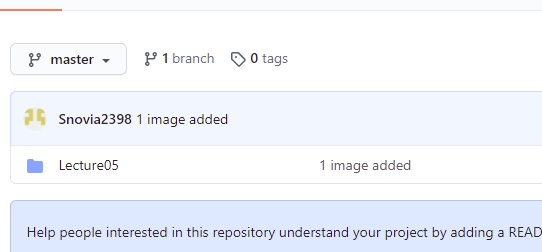 master 1 branch 0 tags
Snovia2398 1 image added
Lecture05 1 image added
Help people interested in this repository understand your project by adding a READ